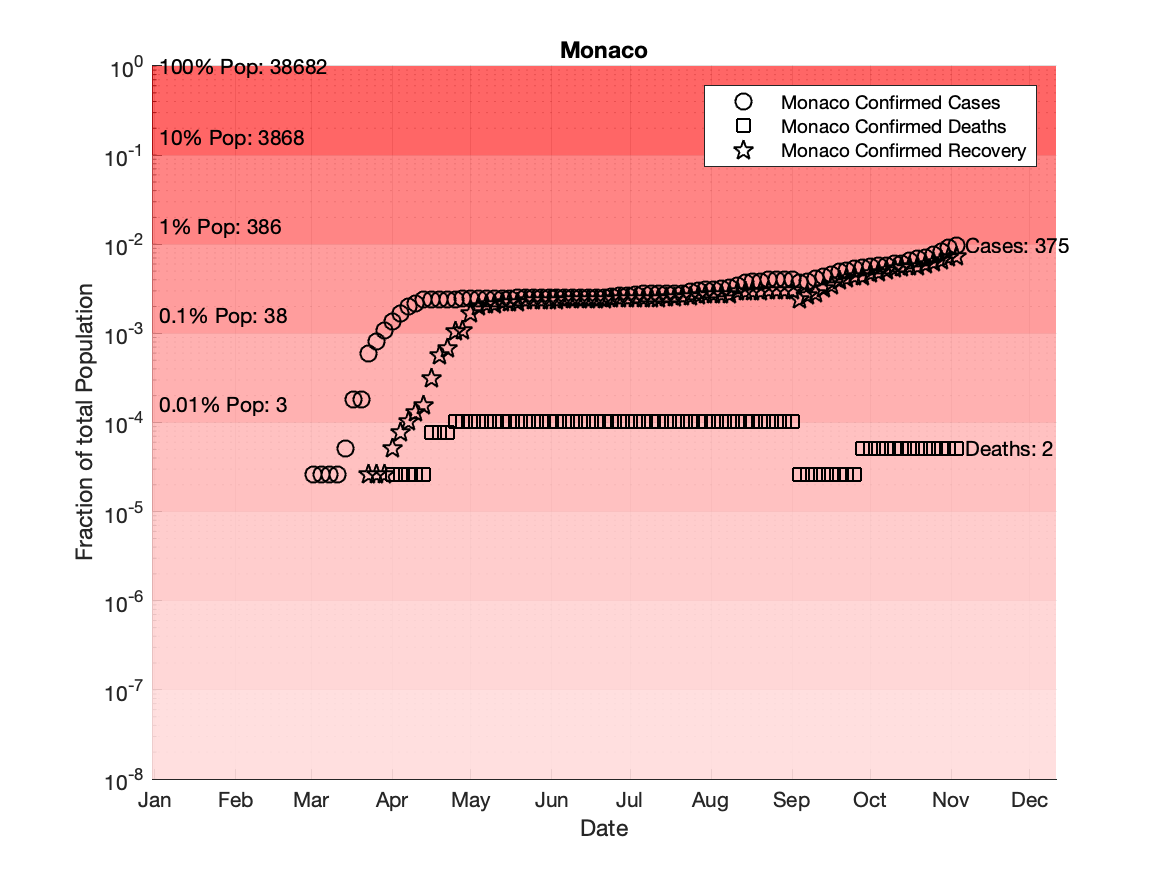 Monaco
10^0
100% Pop: 38682
Monaco Confirmed Cases
Monaco Confirmed Deaths
Monaco Confirmed Recovery
10% Pop: 3868
10^-1
1% Pop: 386
10^-2
Cases: 375
0.1% Pop: 38
10^-3
0.01% Pop: 3
10^-4
Deaths: 2
10^-5
10^-6
10^-7
10^-8
Fraction of total Population
Jan Feb Mar Apr May Jun Jul Aug Sep Oct Nov Dec
Date